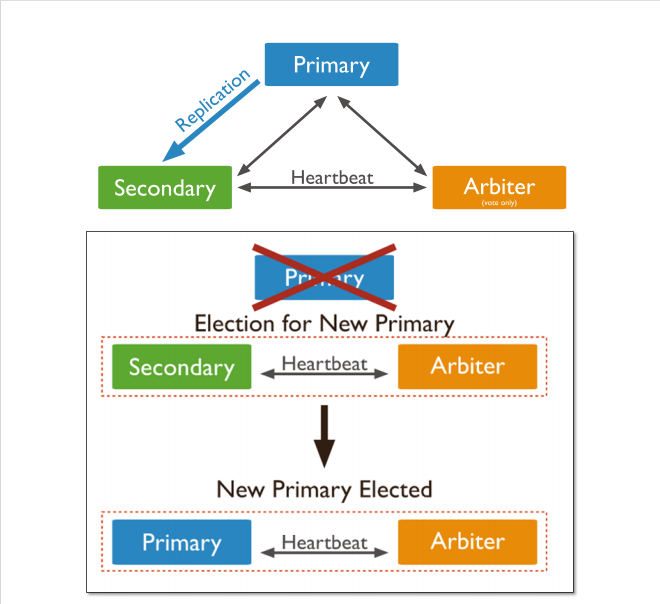 Primary
Replication
Secondary
Heartbeat
Arbiter
(vote only)
Primary
Election for New Primary
Secondary
Heartbeat
Arbiter
New Primary Elected
Primary
Heartbeat
Arbiter